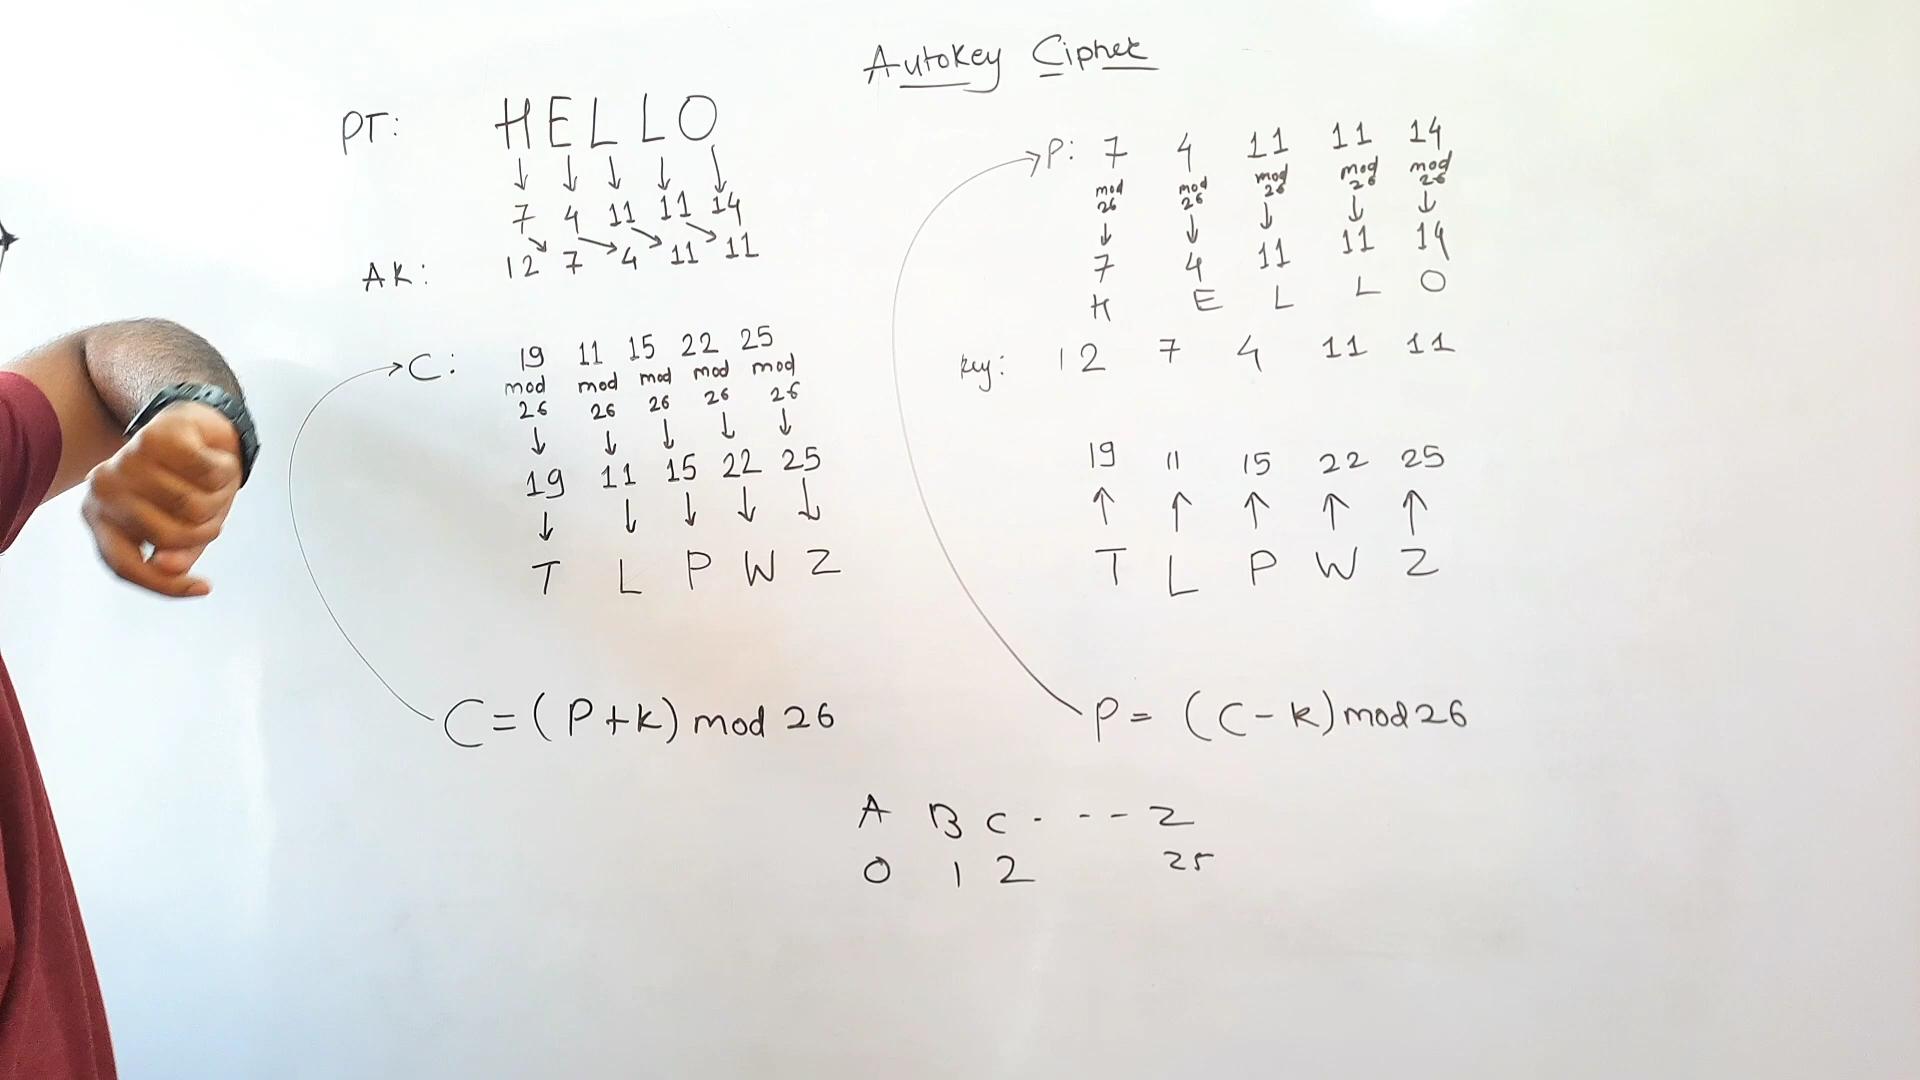 Autokey Cipher
PT: HELLO
↓ ↓ ↓ ↓ ↓
7 4 11 11 14
AK: 12 7 4 11 11
C: 19 11 15 22 25
mod mod mod mod mod
26 26 26 26 26
↓ ↓ ↓ ↓ ↓
19 11 15 22 25
↓ ↓ ↓ ↓ ↓
T L P W Z
C = (P+k) mod 26
P: 7 4 11 11 14
mod mod mod mod mod
26 26 26 26 26
↓ ↓ ↓ ↓ ↓
7 4 11 11 14
H E L L O
key: 12 7 4 11 11
19 11 15 22 25
↑ ↑ ↑ ↑ ↑
T L P W Z
P = (C - k) mod 26
A B C . - - - Z
0 1 2 25